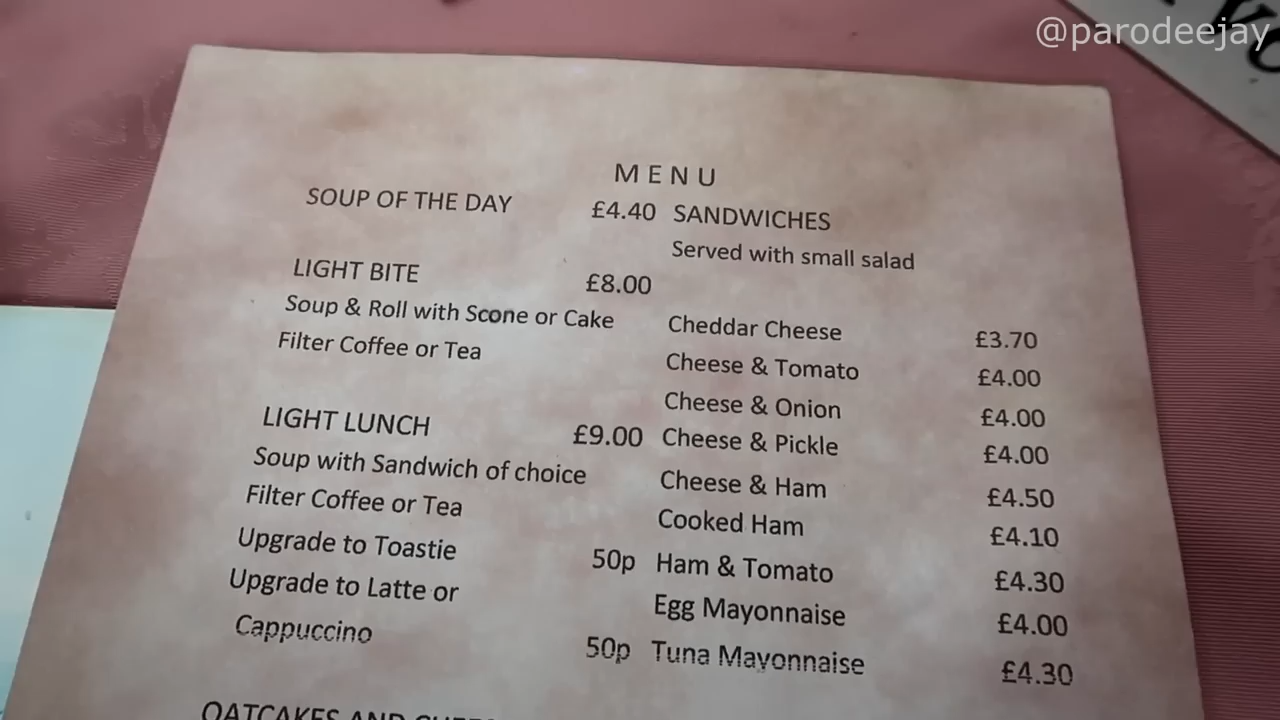 @parodeejay
MENU
SOUP OF THE DAY £4.40
LIGHT BITE £8.00
Soup & Roll with Scone or Cake
Filter Coffee or Tea
LIGHT LUNCH £9.00
Soup with Sandwich of choice
Filter Coffee or Tea
Upgrade to Toastie 50p
Upgrade to Latte or
Cappuccino 50p
OATCAKES AND
SANDWICHES
Served with small salad
Cheddar Cheese £3.70
Cheese & Tomato £4.00
Cheese & Onion £4.00
Cheese & Pickle £4.00
Cheese & Ham £4.50
Cooked Ham £4.10
Ham & Tomato £4.30
Egg Mayonnaise £4.00
Tuna Mayonnaise £4.30